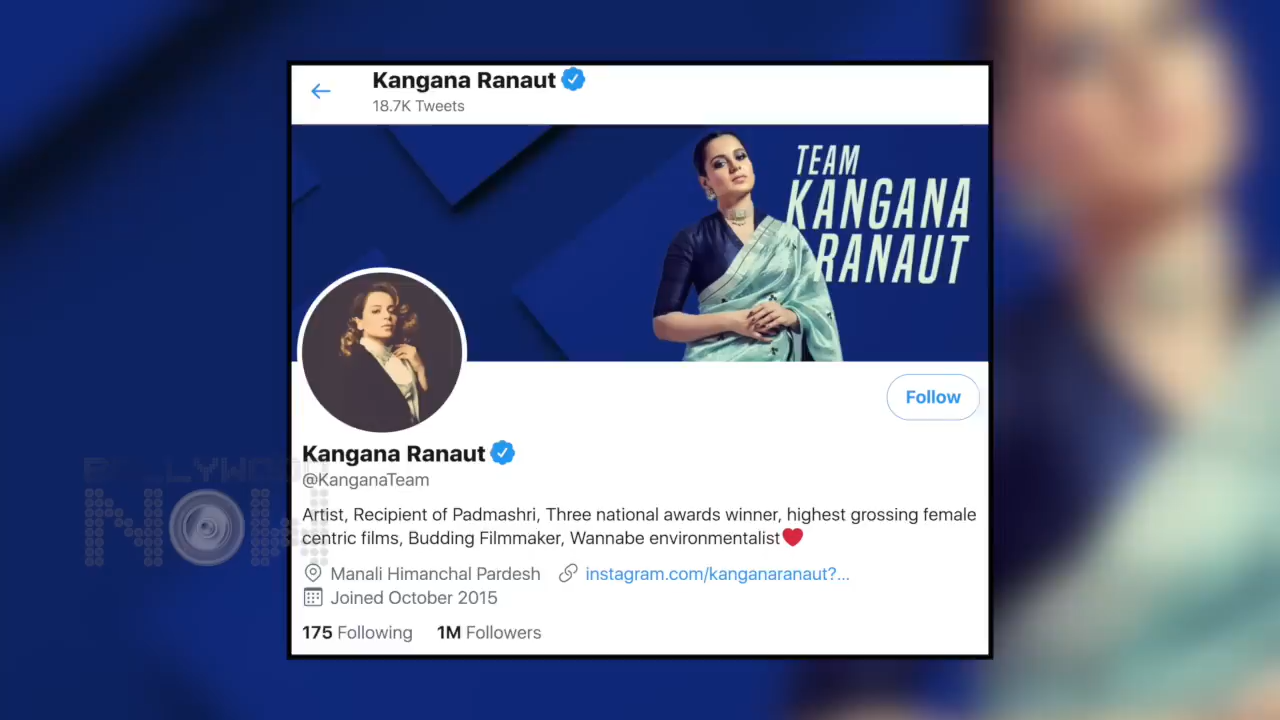 Kangana Ranaut
18.7K Tweets
TEAM
KANGANA
RANAUT
Follow
Kangana Ranaut
@KanganaTeam
BOLLYWOOD
NOW
Artist, Recipient of Padmashri, Three national awards winner, highest grossing female
centric films, Budding Filmmaker, Wannabe environmentalist❤️
Manali Himanchal Pardesh instagram.com/kanganaranaut?...
Joined October 2015
175 Following 1M Followers